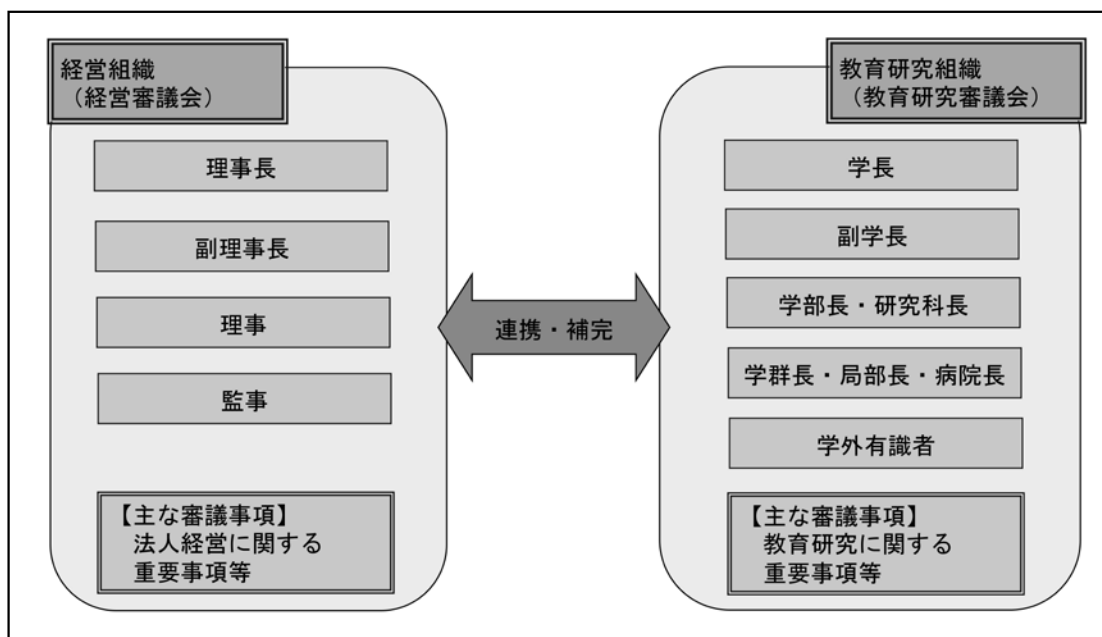 経営組織
（経営審議会）
理事長
副理事長
理事
監事
【主な審議事項】
法人経営に関する
重要事項等
連携・補完
教育研究組織
（教育研究審議会）
学長
副学長
学部長・研究科長
学群長・局部長・病院長
学外有識者
【主な審議事項】
教育研究に関する
重要事項等